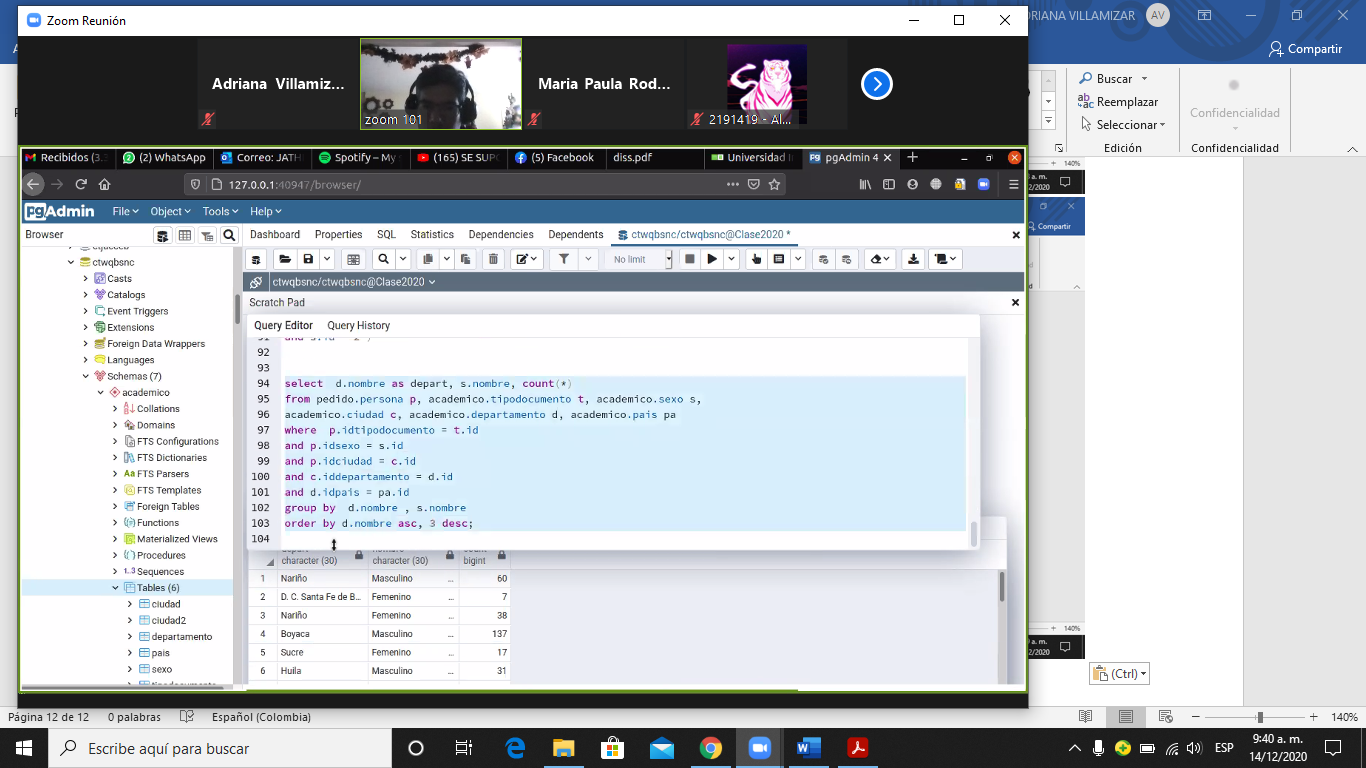 Zoom Reunión
DRIANA VILLAMIZAR AV
Compartir
Adriana Villamiz...
zoom 101
Maria Paula Rod...
2191419 - Al...
Buscar
Reemplazar
Seleccionar
Edición
Confidencialidad
Confidencialidad
Recibidos (3.
(2) WhatsApp
Correo: JATH
Spotify – My
(165) SE SUP
(5) Facebook
diss.pdf
Universidad I
pgAdmin 4
127.0.0.1:40947/browser/
pgAdmin
File
Object
Tools
Help
Browser
Dashboard
Properties
SQL
Statistics
Dependencies
Dependents
ctwqbsnc/ctwqbsnc@Clase2020 *
No limit
ctwqbsnc/ctwqbsnc@Clase2020
Scratch Pad
Query Editor
Query History
ctwqbsnc
Casts
Catalogs
Event Triggers
Extensions
Foreign Data Wrappers
Languages
Schemas (7)
academico
Collations
Domains
FTS Configurations
FTS Dictionaries
FTS Parsers
FTS Templates
Foreign Tables
Functions
Materialized Views
Procedures
Sequences
Tables (6)
ciudad
ciudad2
departamento
pais
sexo
92
93
94 select d.nombre as depart, s.nombre, count(*)
95 from pedido.persona p, academico.tipodocumento t, academico.sexo s,
96 academico.ciudad c, academico.departamento d, academico.pais pa
97 where p.idtipodocumento = t.id
98 and p.idsexo = s.id
99 and p.idciudad = c.id
100 and c.iddepartamento = d.id
101 and d.idpais = pa.id
102 group by d.nombre , s.nombre
103 order by d.nombre asc, 3 desc;
104
character (30) character (30) bigint
1 Nariño Masculino ... 60
2 D. C. Santa Fe de B... Femenino ... 7
3 Nariño Femenino ... 38
4 Boyaca Masculino ... 137
5 Sucre Femenino ... 17
6 Huila Masculino ... 31
140%
a. m.
2/2020
Compartir
140%
a. m.
/2020
(Ctrl)
Página 12 de 12
0 palabras
Español (Colombia)
140%
Escribe aquí para buscar
ESP
9:40 a. m.
14/12/2020